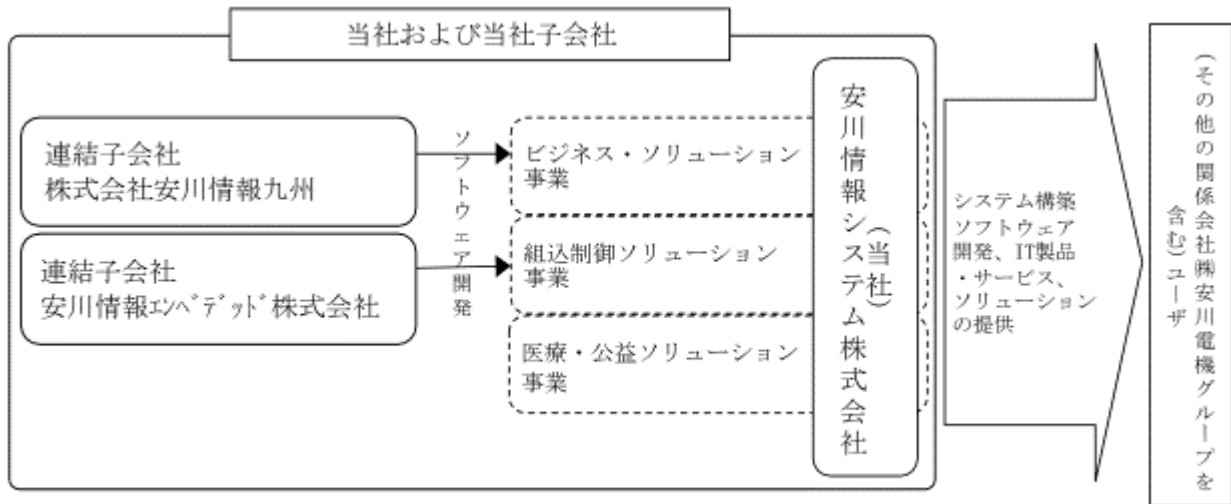 当社および当社子会社
連結子会社
株式会社安川情報九州
連結子会社
安川情報ｴﾝﾍﾞﾃﾞｯﾄﾞ株式会社
ソフトウェア開発
ビジネス・ソリューション
事業
組込制御ソリューション
事業
医療・公益ソリューション
事業
安川情報システム株式会社
(当社)
システム構築
ソフトウェア
開発、IT製品
・サービス、
ソリューション
の提供
(その他の関係会社㈱安川電機グループを
含む)ユーザ